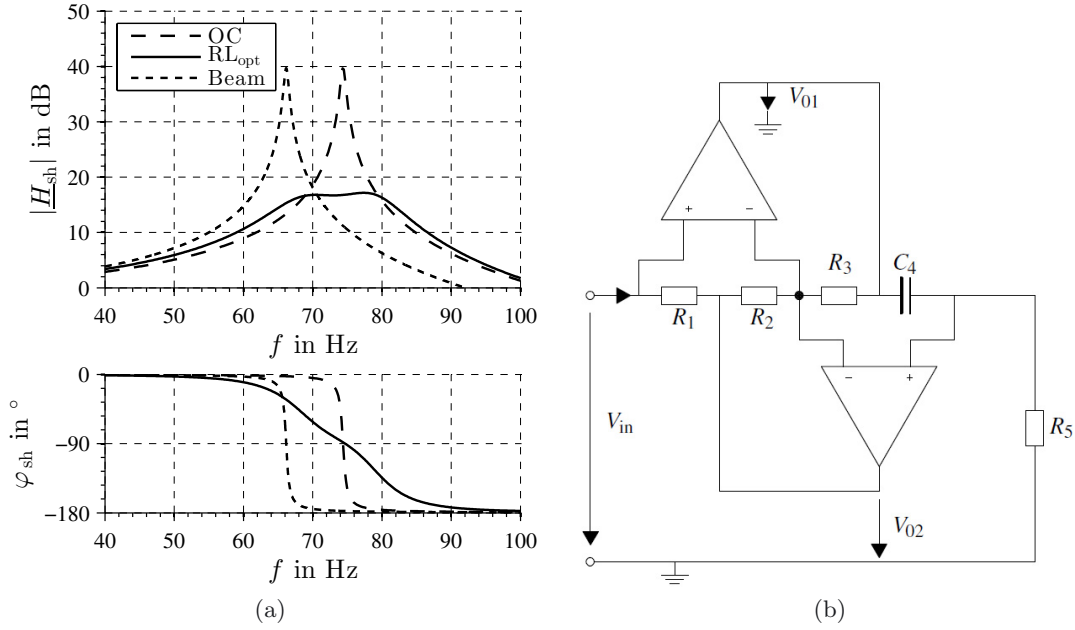 50
40
30
20
10
0
|H_sh| in dB
OC
RL_opt
Beam
40 50 60 70 80 90 100
f in Hz
0
−90
−180
φ_sh in °
40 50 60 70 80 90 100
f in Hz
(a)
V_01
+ −
R_3 C_4
R_1 R_2
− +
V_in
R_5
V_02
(b)